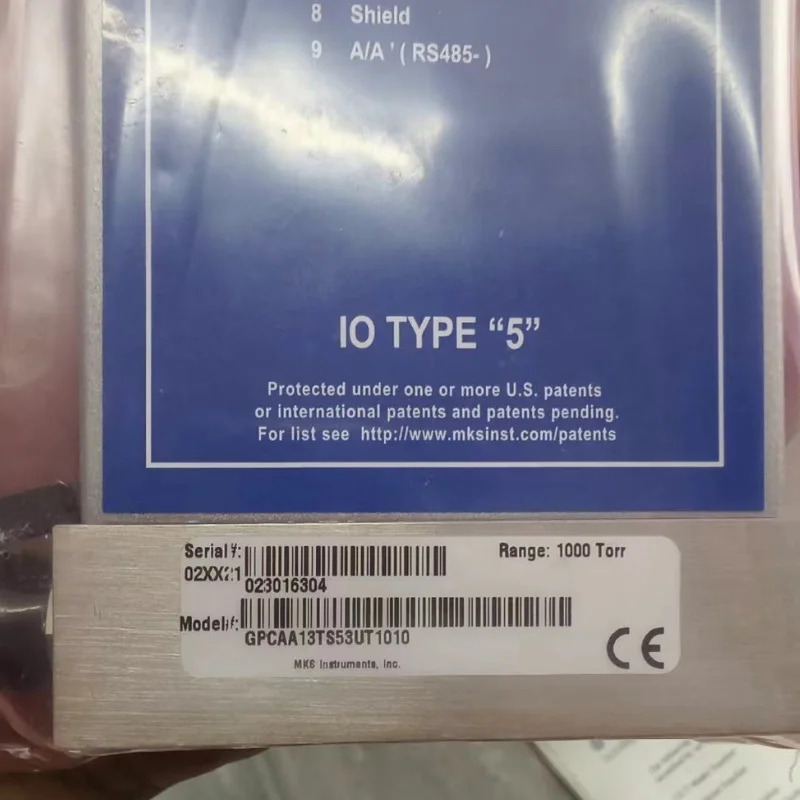 8 Shield
9 A/A ' ( RS485- )
IO TYPE “5”
Protected under one or more U.S. patents
or international patents and patents pending.
For list see http://www.mksinst.com/patents
Serial #: Range: 1000 Torr
02XX21
023016304
Model#:
GPCAA13TS53UT1010
MKS Instruments, Inc.
CE